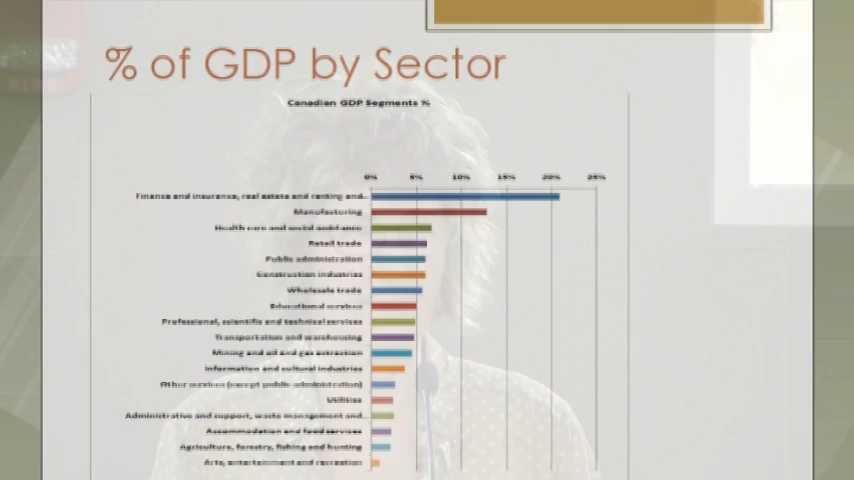 % of GDP by Sector
Canadian GDP Segments %
0% 5% 10% 15% 20% 25%
Finance and insurance, real estate and renting and..
Manufacturing
Health care and social assistance
Retail trade
Public administration
Construction industries
Wholesale trade
Educational services
Professional, scientific and technical services
Transportation and warehousing
Mining and oil and gas extraction
Information and cultural industries
Other services (except public administration)
Utilities
Administrative and support, waste management and..
Accommodation and food services
Agriculture, forestry, fishing and hunting
Arts, entertainment and recreation